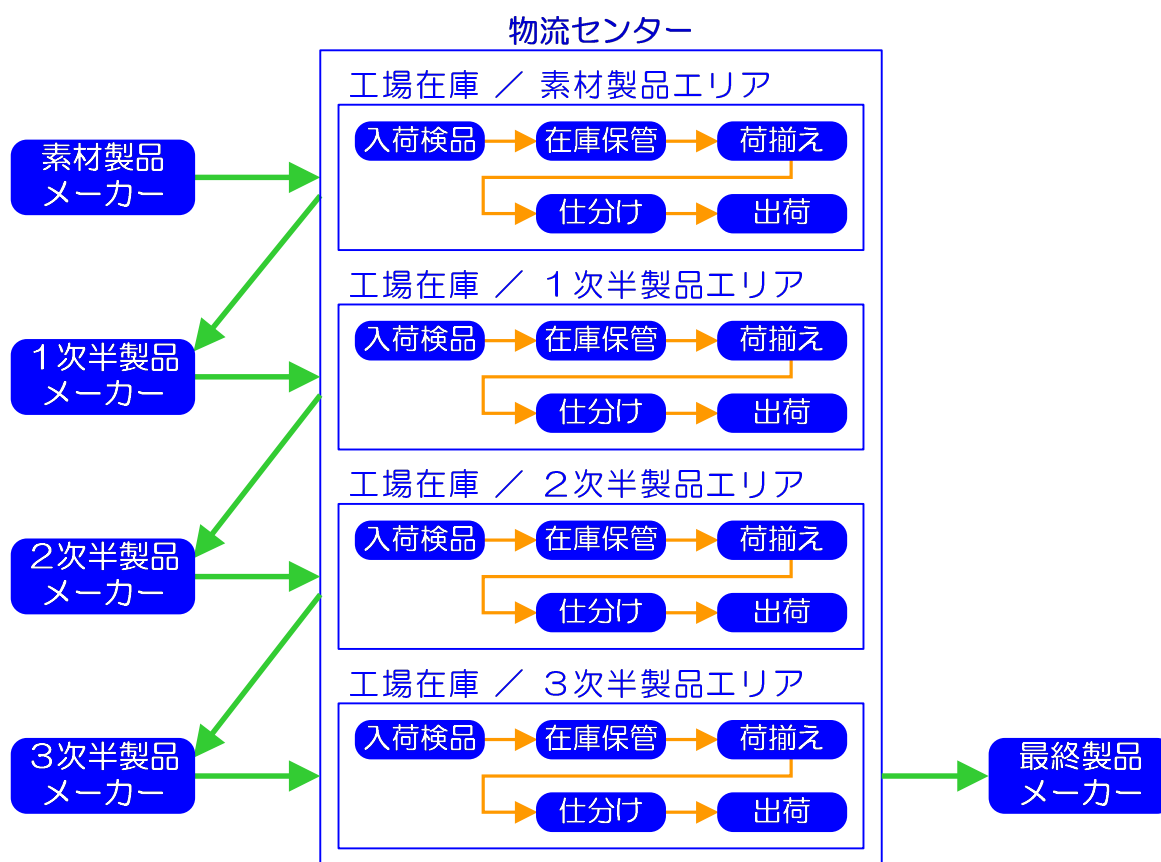 物流センター
工場在庫 ／ 素材製品エリア
入荷検品
在庫保管
荷揃え
仕分け
出荷
素材製品
メーカー
工場在庫 ／ １次半製品エリア
入荷検品
在庫保管
荷揃え
仕分け
出荷
１次半製品
メーカー
工場在庫 ／ ２次半製品エリア
入荷検品
在庫保管
荷揃え
仕分け
出荷
２次半製品
メーカー
工場在庫 ／ ３次半製品エリア
入荷検品
在庫保管
荷揃え
仕分け
出荷
３次半製品
メーカー
最終製品
メーカー